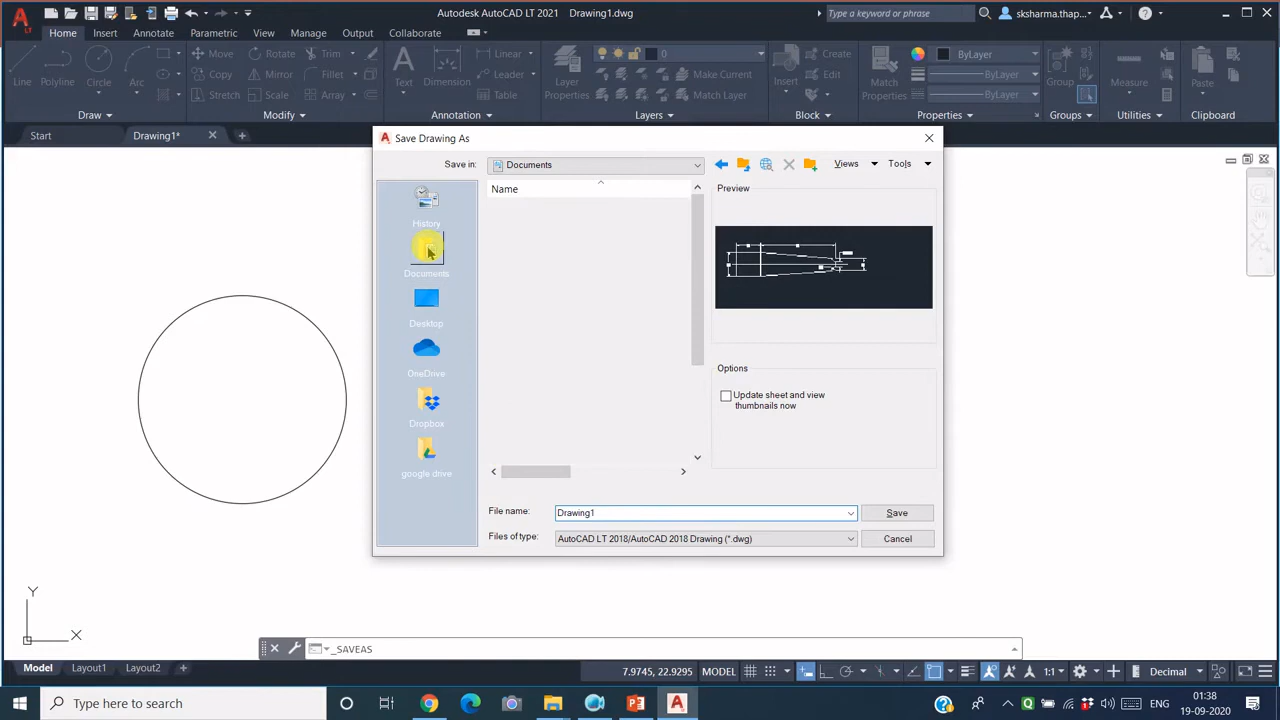 Autodesk AutoCAD LT 2021 Drawing1.dwg
Type a keyword or phrase
sksharma.thap...
Home Insert Annotate Parametric View Manage Output Collaborate
Line Polyline Circle Arc
Move Rotate Trim
Copy Mirror Fillet
Stretch Scale Array
Text Dimension
Linear
Leader
Table
Layer Properties
0
Make Current
Match Layer
Insert
Create
Edit
Match Properties
ByLayer
ByLayer
ByLayer
Group
Measure
Paste
Draw Modify Annotation Layers Block Properties Groups Utilities Clipboard
Start Drawing1*
Save Drawing As
Save in: Documents
Views Tools
Name
Preview
History
Documents
Desktop
OneDrive
Dropbox
google drive
Options
Update sheet and view
thumbnails now
File name: Drawing1 Save
Files of type: AutoCAD LT 2018/AutoCAD 2018 Drawing (*.dwg) Cancel
Y
X
_SAVEAS
Model Layout1 Layout2
7.9745, 22.9295 MODEL 1:1 Decimal
Type here to search
ENG
01:38
19-09-2020